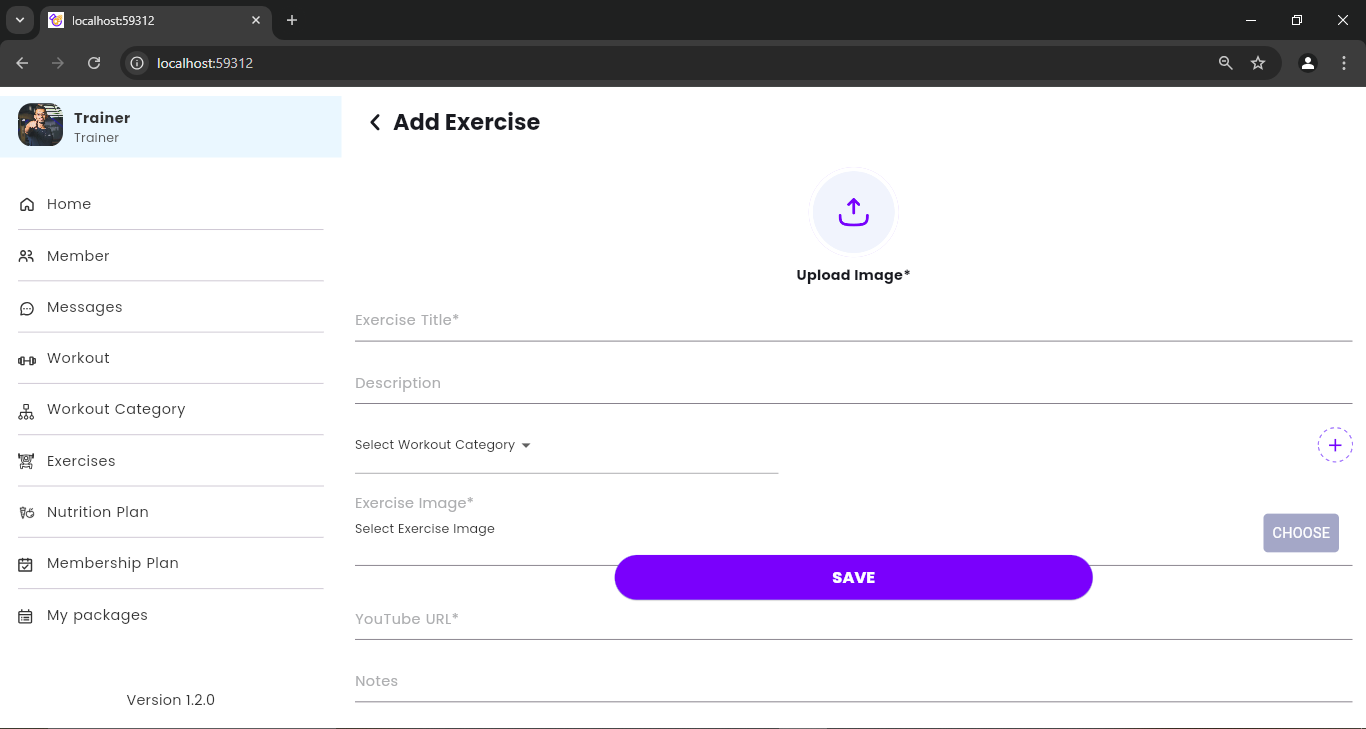 localhost:59312
localhost:59312
Trainer
Trainer
Home
Member
Messages
Workout
Workout Category
Exercises
Nutrition Plan
Membership Plan
My packages
Version 1.2.0
Add Exercise
Upload Image*
Exercise Title*
Description
Select Workout Category
Exercise Image*
Select Exercise Image
CHOOSE
SAVE
YouTube URL*
Notes